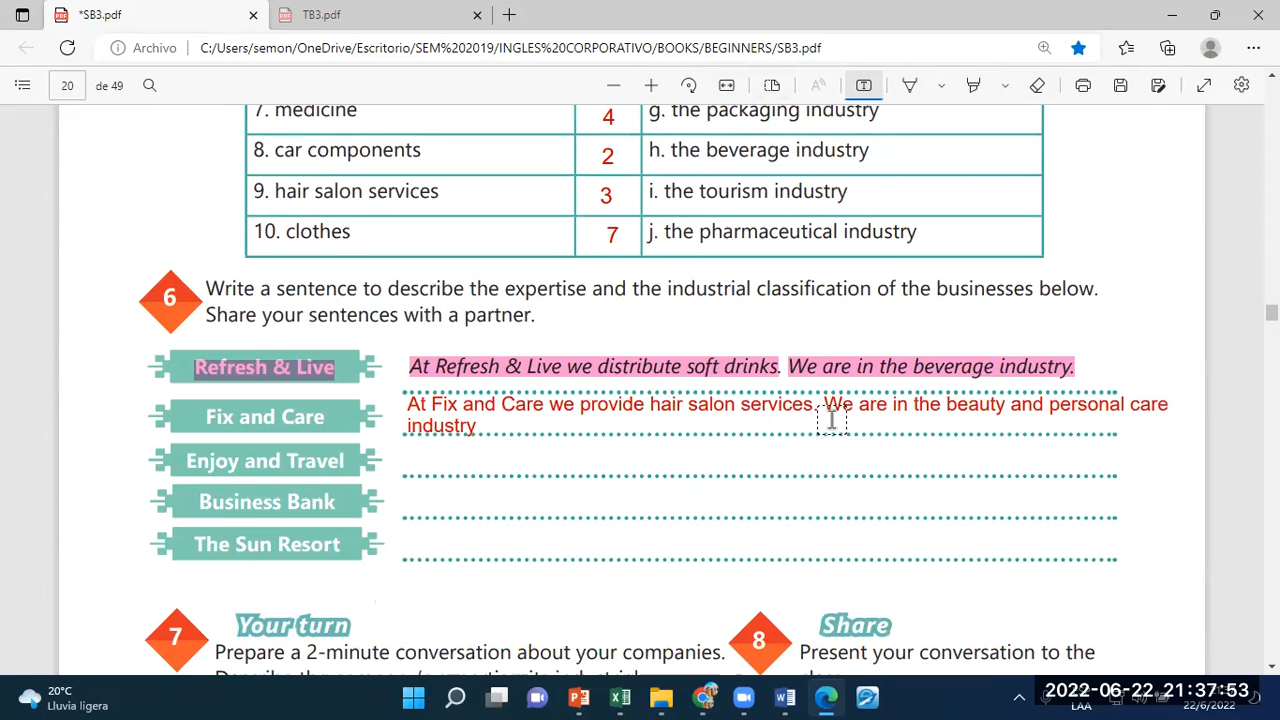 *SB3.pdf
TB3.pdf
Archivo
C:/Users/semon/OneDrive/Escritorio/SEM%202019/INGLES%20CORPORATIVO/BOOKS/BEGINNERS/SB3.pdf
20
de 49
7. medicine 4 g. the packaging industry
8. car components 2 h. the beverage industry
9. hair salon services 3 i. the tourism industry
10. clothes 7 j. the pharmaceutical industry
6 Write a sentence to describe the expertise and the industrial classification of the businesses below.
Share your sentences with a partner.
Refresh & Live At Refresh & Live we distribute soft drinks. We are in the beverage industry.
Fix and Care At Fix and Care we provide hair salon services. We are in the beauty and personal care
industry
Enjoy and Travel
Business Bank
The Sun Resort
7 Your turn
Prepare a 2-minute conversation about your companies.
8 Share
Present your conversation to the
20°C
Lluvia ligera
LAA
2022-06-22 21:37:53
22/6/2022